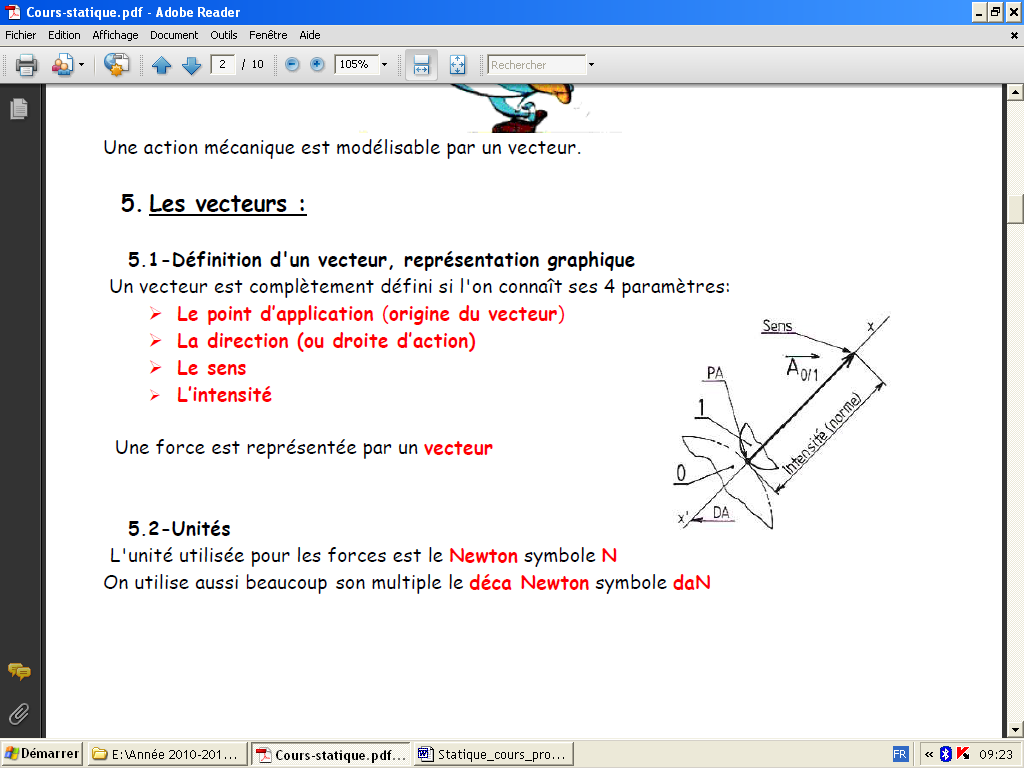 Cours-statique.pdf - Adobe Reader
Fichier Edition Affichage Document Outils Fenêtre Aide
2 / 10 105% Rechercher
Une action mécanique est modélisable par un vecteur.
5. Les vecteurs :
5.1-Définition d'un vecteur, représentation graphique
Un vecteur est complètement défini si l'on connaît ses 4 paramètres:
Le point d’application (origine du vecteur)
La direction (ou droite d’action)
Le sens
L’intensité
Sens
x
A0/1
PA
1
intensité (norme)
0
x'
DA
Une force est représentée par un vecteur
5.2-Unités
L'unité utilisée pour les forces est le Newton symbole N
On utilise aussi beaucoup son multiple le déca Newton symbole daN
Démarrer E:\Année 2010-201... Cours-statique.pdf... Statique_cours_pro... FR « 09:23